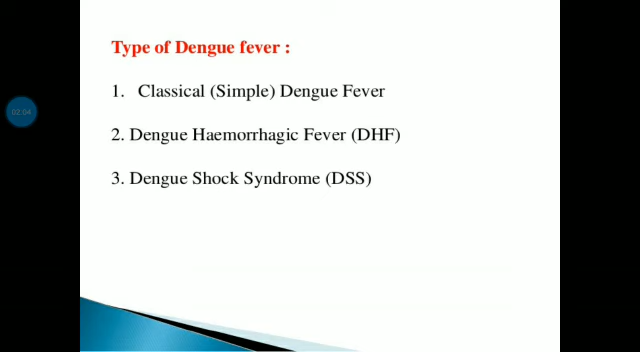 Type of Dengue fever :
1. Classical (Simple) Dengue Fever
02:04
2. Dengue Haemorrhagic Fever (DHF)
3. Dengue Shock Syndrome (DSS)